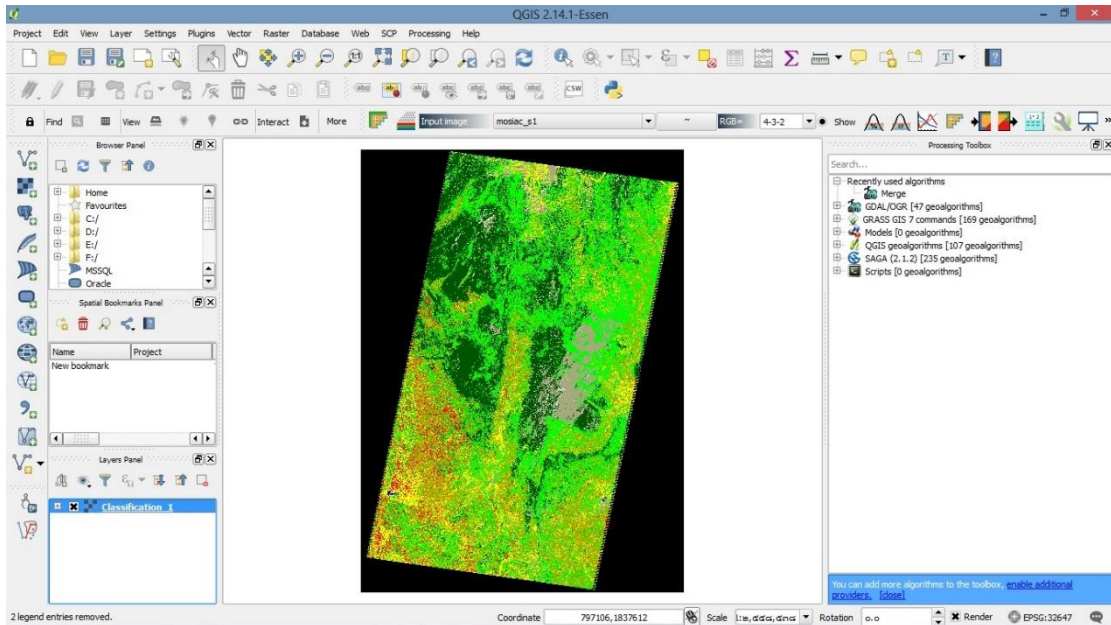 QGIS 2.14.1-Essen
Project Edit View Layer Settings Plugins Vector Raster Database Web SCP Processing Help
CSW
Find View Interact More Input image mosiac_s1 ~ RGB= 4-3-2 Show
Browser Panel
Home
Favourites
C:/
D:/
E:/
F:/
MSSQL
Oracle
Spatial Bookmarks Panel
Name Project
New bookmark
Layers Panel
Classification_1
Processing Toolbox
Search...
Recently used algorithms
Merge
GDAL/OGR [47 geoalgorithms]
GRASS GIS 7 commands [169 geoalgorithms]
Models [0 geoalgorithms]
QGIS geoalgorithms [107 geoalgorithms]
SAGA (2.1.2) [235 geoalgorithms]
Scripts [0 geoalgorithms]
You can add more algorithms to the toolbox, enable additional
providers. [close]
2 legend entries removed. Coordinate 797106,1837612 Scale Rotation 0.0 Render EPSG:32647